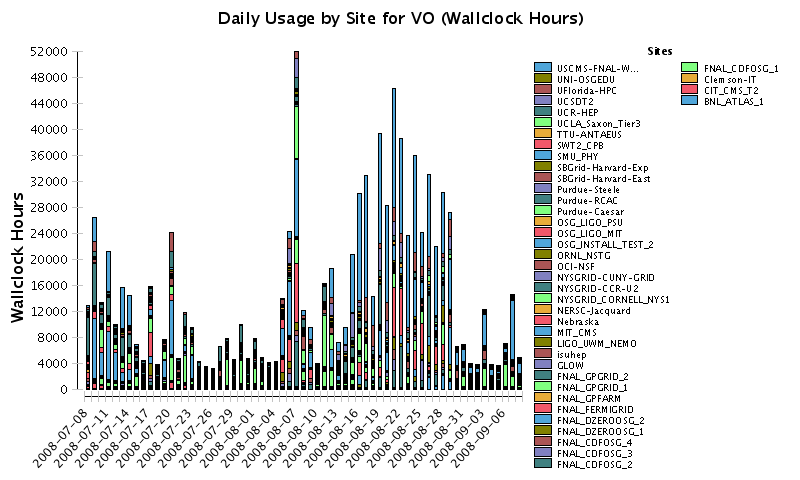 Daily Usage by Site for VO (Wallclock Hours)
Wallclock Hours
52000
48000
44000
40000
36000
32000
28000
24000
20000
16000
12000
8000
4000
0
2008-07-08
2008-07-11
2008-07-14
2008-07-17
2008-07-20
2008-07-23
2008-07-26
2008-07-29
2008-08-01
2008-08-04
2008-08-07
2008-08-10
2008-08-13
2008-08-16
2008-08-19
2008-08-22
2008-08-25
2008-08-28
2008-08-31
2008-09-03
2008-09-06
Sites
USCMS-FNAL-W...
UNI-OSGEDU
UFlorida-HPC
UCSDT2
UCR-HEP
UCLA_Saxon_Tier3
TTU-ANTAEUS
SWT2_CPB
SMU_PHY
SBGrid-Harvard-Exp
SBGrid-Harvard-East
Purdue-Steele
Purdue-RCAC
Purdue-Caesar
OSG_LIGO_PSU
OSG_LIGO_MIT
OSG_INSTALL_TEST_2
ORNL_NSTG
OCI-NSF
NYSGRID-CUNY-GRID
NYSGRID-CCR-U2
NYSGRID_CORNELL_NYS1
NERSC-Jacquard
Nebraska
MIT_CMS
LIGO_UWM_NEMO
isuhep
GLOW
FNAL_GPGRID_2
FNAL_GPGRID_1
FNAL_GPFARM
FNAL_FERMIGRID
FNAL_DZEROOSG_2
FNAL_DZEROOSG_1
FNAL_CDFOSG_4
FNAL_CDFOSG_3
FNAL_CDFOSG_2
FNAL_CDFOSG_1
Clemson-IT
CIT_CMS_T2
BNL_ATLAS_1